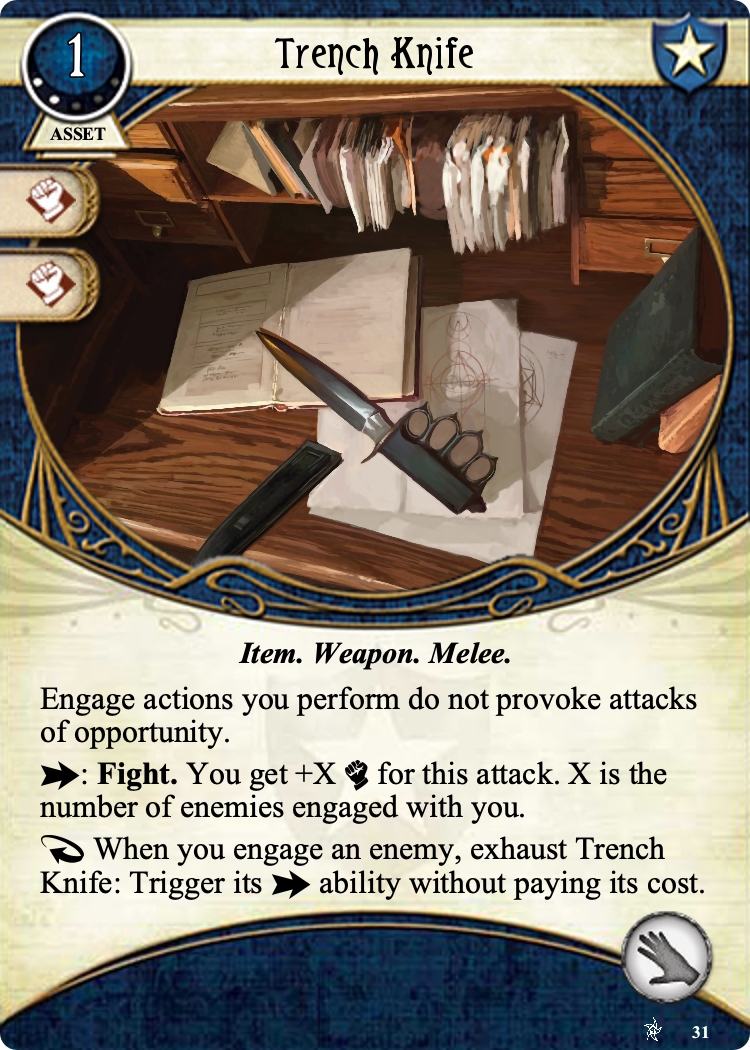 1
Trench Knife
ASSET
Item. Weapon. Melee.
Engage actions you perform do not provoke attacks
of opportunity.
: Fight. You get +X for this attack. X is the
number of enemies engaged with you.
When you engage an enemy, exhaust Trench
Knife: Trigger its ability without paying its cost.
31